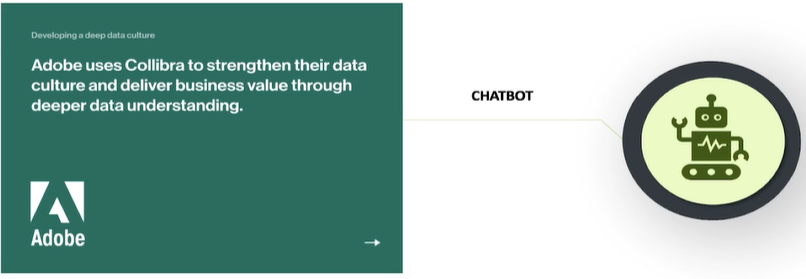 Developing a deep data culture
Adobe uses Collibra to strengthen their data
culture and deliver business value through
deeper data understanding.
CHATBOT
Adobe